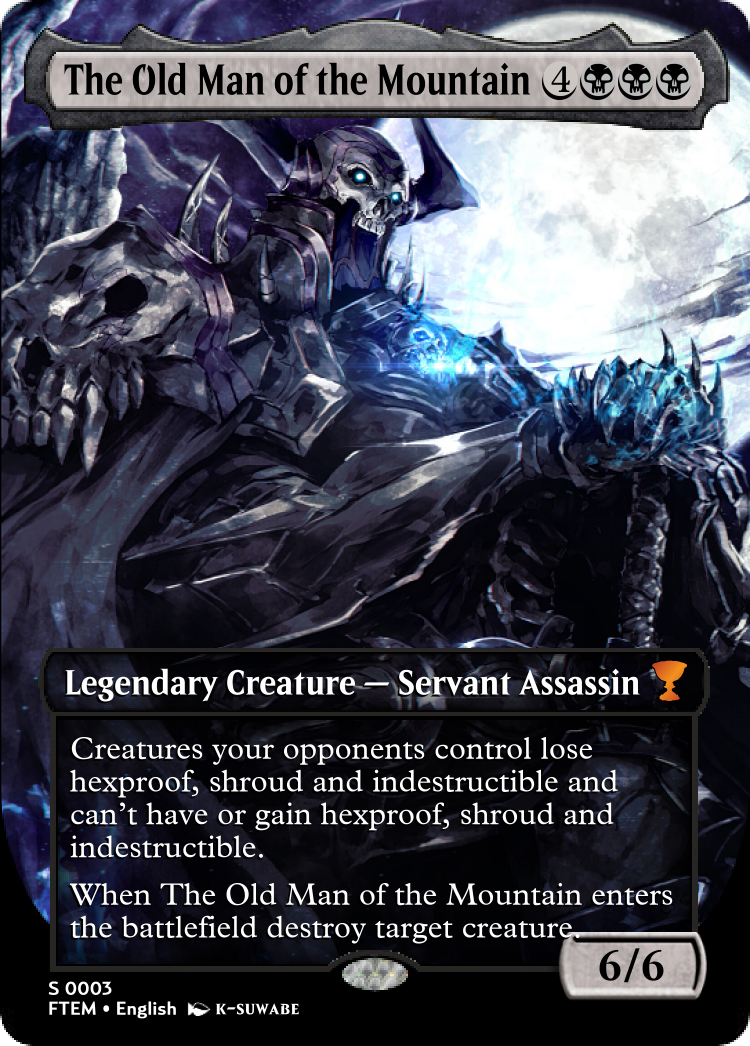 The Old Man of the Mountain 4
Legendary Creature — Servant Assassin
Creatures your opponents control lose
hexproof, shroud and indestructible and
can't have or gain hexproof, shroud and
indestructible.
When The Old Man of the Mountain enters
the battlefield destroy target creature.
6/6
S 0003
FTEM • English K-SUWABE